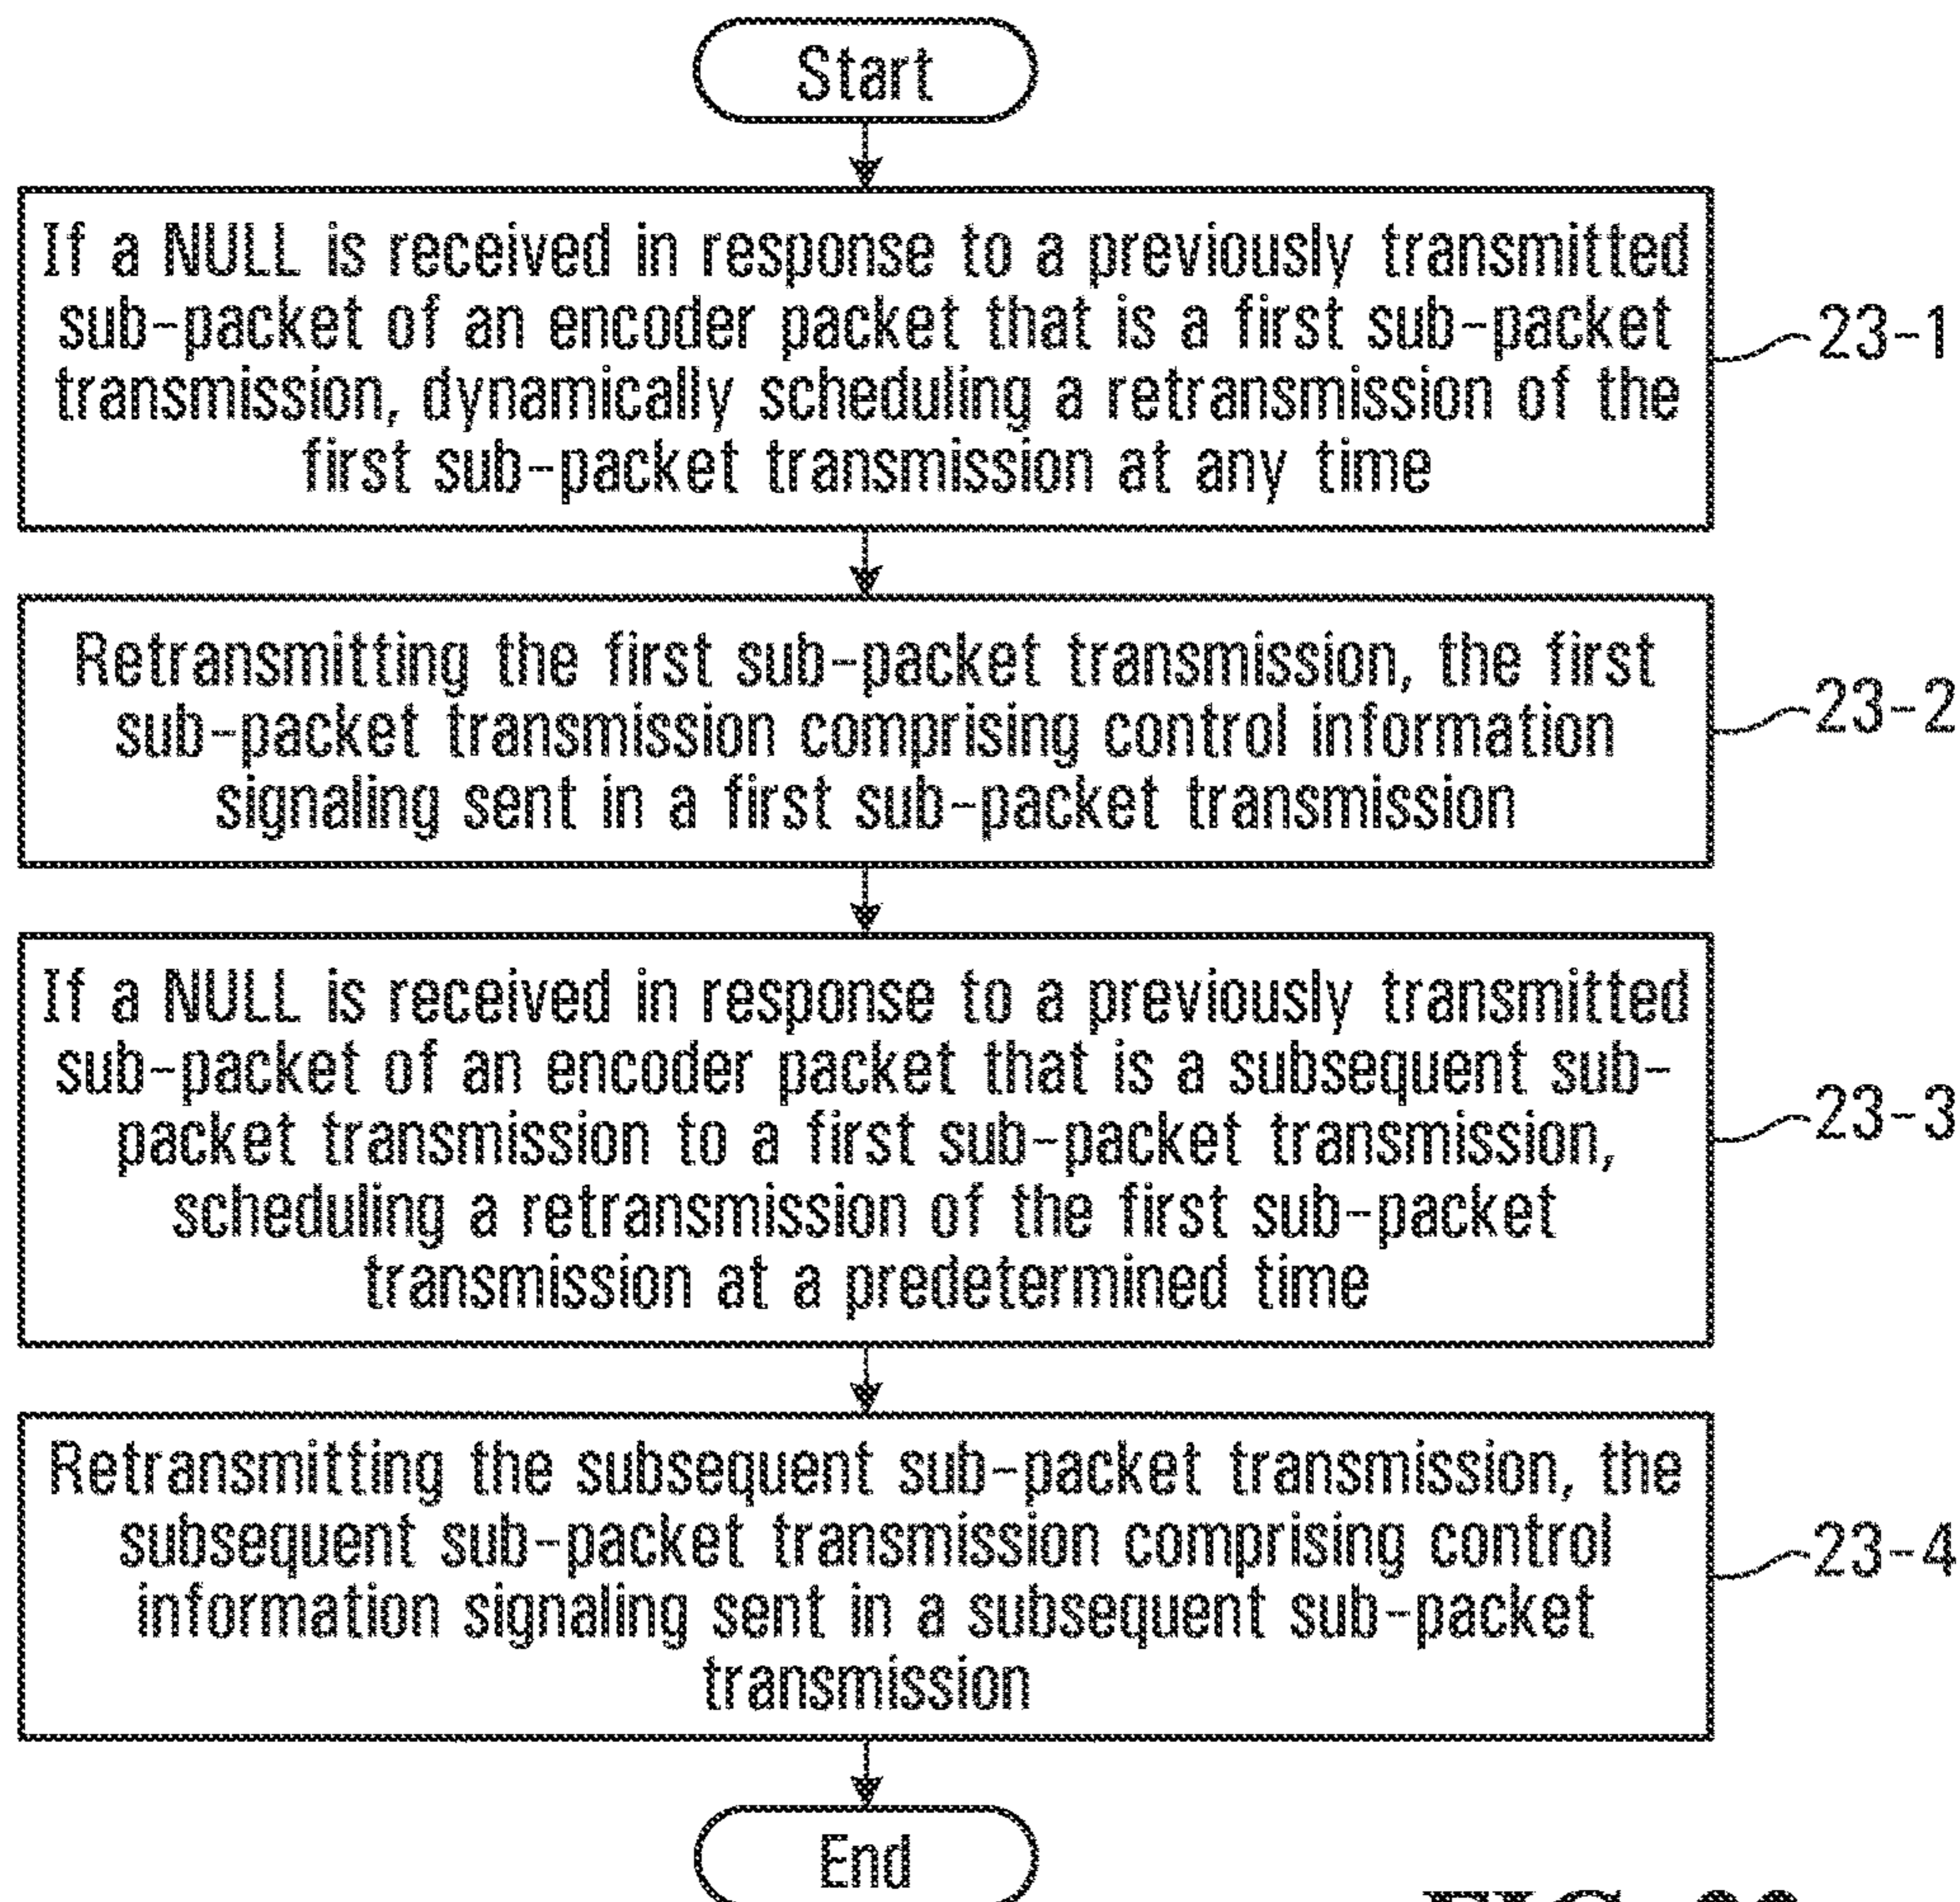 Start
If a NULL is received in response to a previously transmitted
sub-packet of an encoder packet that is a first sub-packet
transmission, dynamically scheduling a retransmission of the
first sub-packet transmission at any time
23-1
Retransmitting the first sub-packet transmission, the first
sub-packet transmission comprising control information
signaling sent in a first sub-packet transmission
23-2
If a NULL is received in response to a previously transmitted
sub-packet of an encoder packet that is a subsequent sub-
packet transmission to a first sub-packet transmission,
scheduling a retransmission of the first sub-packet
transmission at a predetermined time
23-3
Retransmitting the subsequent sub-packet transmission, the
subsequent sub-packet transmission comprising control
information signaling sent in a subsequent sub-packet
transmission
23-4
End